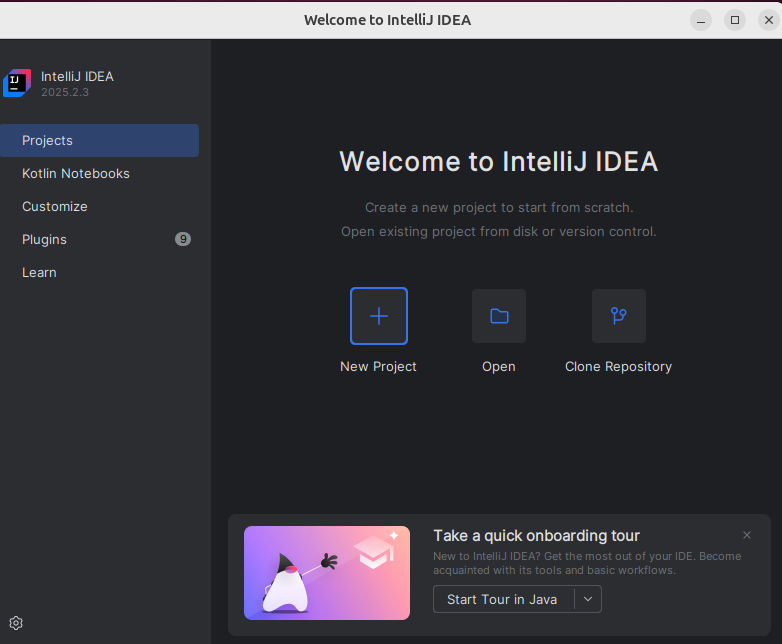 Welcome to IntelliJ IDEA
IJ
IntelliJ IDEA
2025.2.3
Projects
Kotlin Notebooks
Customize
Plugins 9
Learn
Welcome to IntelliJ IDEA
Create a new project to start from scratch.
Open existing project from disk or version control.
New Project Open Clone Repository
Take a quick onboarding tour
New to IntelliJ IDEA? Get the most out of your IDE. Become
acquainted with its tools and basic workflows.
Start Tour in Java